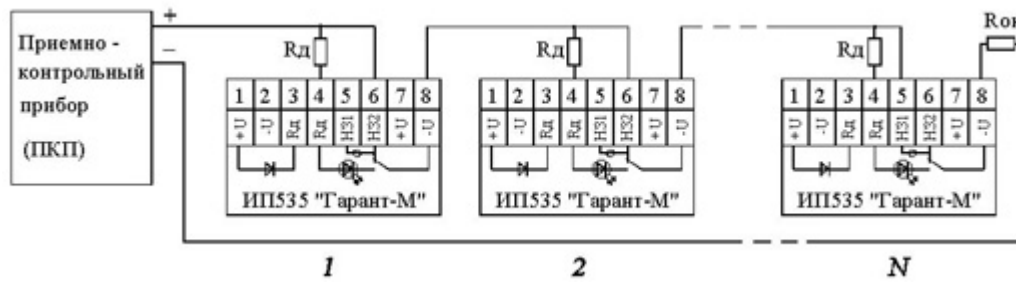 Приемно -
контрольный
прибор
(ПКП)
+
–
Rд
Rд
Rд
Rок
1 2 3 4 5 6 7 8
+U -U Rд Rд НЗ1 НЗ2 +U -U
ИП535 "Гарант-М"
1 2 3 4 5 6 7 8
+U -U Rд Rд НЗ1 НЗ2 +U -U
ИП535 "Гарант-М"
1 2 3 4 5 6 7 8
+U -U Rд Rд НЗ1 НЗ2 +U -U
ИП535 "Гарант-М"
1 2 N